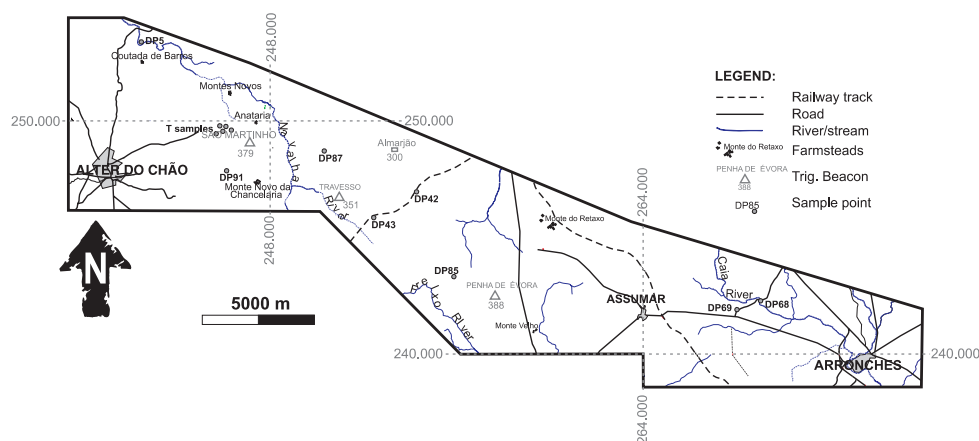 248.000
DP5
Coutada de Barros
LEGEND:
Railway track
Road
River/stream
Monte do Retaxo
Farmsteads
PENHA DE ÉVORA
388
Trig. Beacon
DP85
Sample point
Montes Novos
Anataria
250.000
250.000
T samples
SÃO MARTINHO
379
Novalha
River
Almarjão
300
DP87
ALTER DO CHÃO
DP91
Monte Novo da
Chancelaria
TRAVESSO
351
DP42
DP43
248.000
264.000
Monte do Retaxo
N
5000 m
DP85
PENHA DE ÉVORA
388
River
Monte Velho
ASSUMAR
Caia
River
DP69
DP68
240.000
240.000
ARRONCHES
264.000